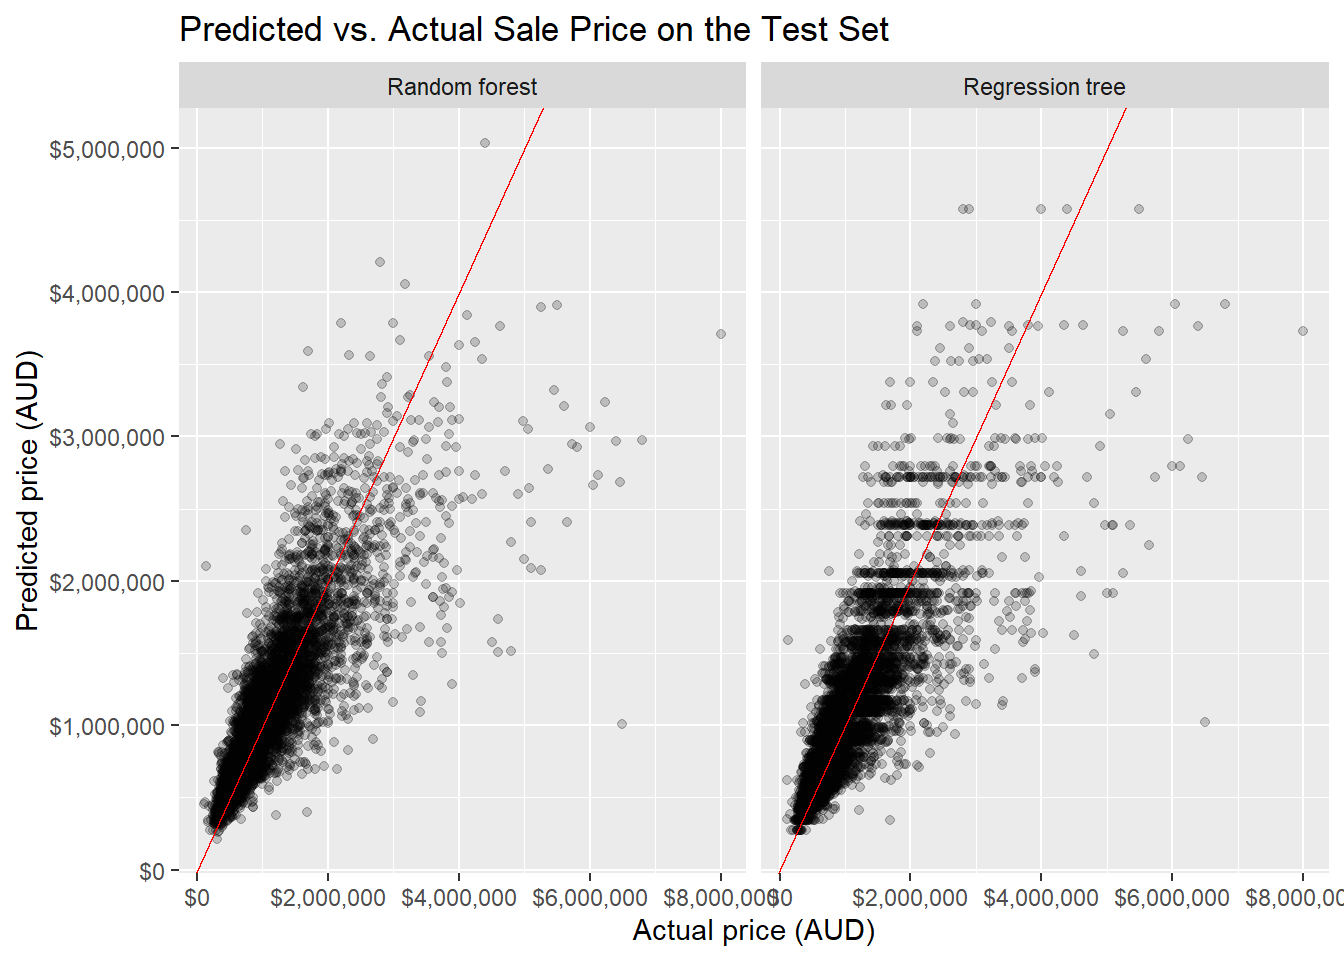 Predicted vs. Actual Sale Price on the Test Set
Random forest
Regression tree
Predicted price (AUD)
$5,000,000
$4,000,000
$3,000,000
$2,000,000
$1,000,000
$0
$0 $2,000,000 $4,000,000 $6,000,000 $8,000,000
$0 $2,000,000 $4,000,000 $6,000,000 $8,000,0
Actual price (AUD)